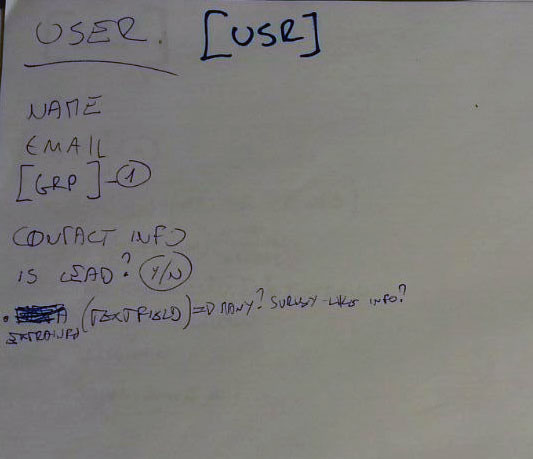 USER. [USR]
NAME
EMAIL
[GRP]-1
CONTACT INFO
IS LEAD? Y/N
• (TEXTFIELD) => MANY? SURVEY-LIKE INFO?
EXTRAINFO